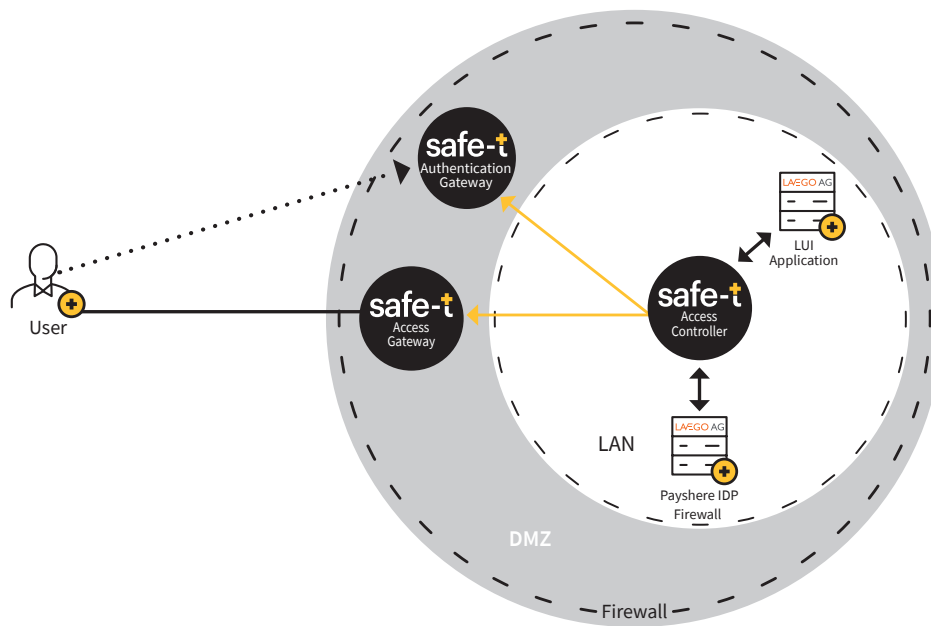 safe-t
Authentication
Gateway
LAVEGO AG
LUI
Application
safe-t
Access
Controller
safe-t
Access
Gateway
User
LAVEGO AG
LAN
Payshere IDP
Firewall
DMZ
Firewall